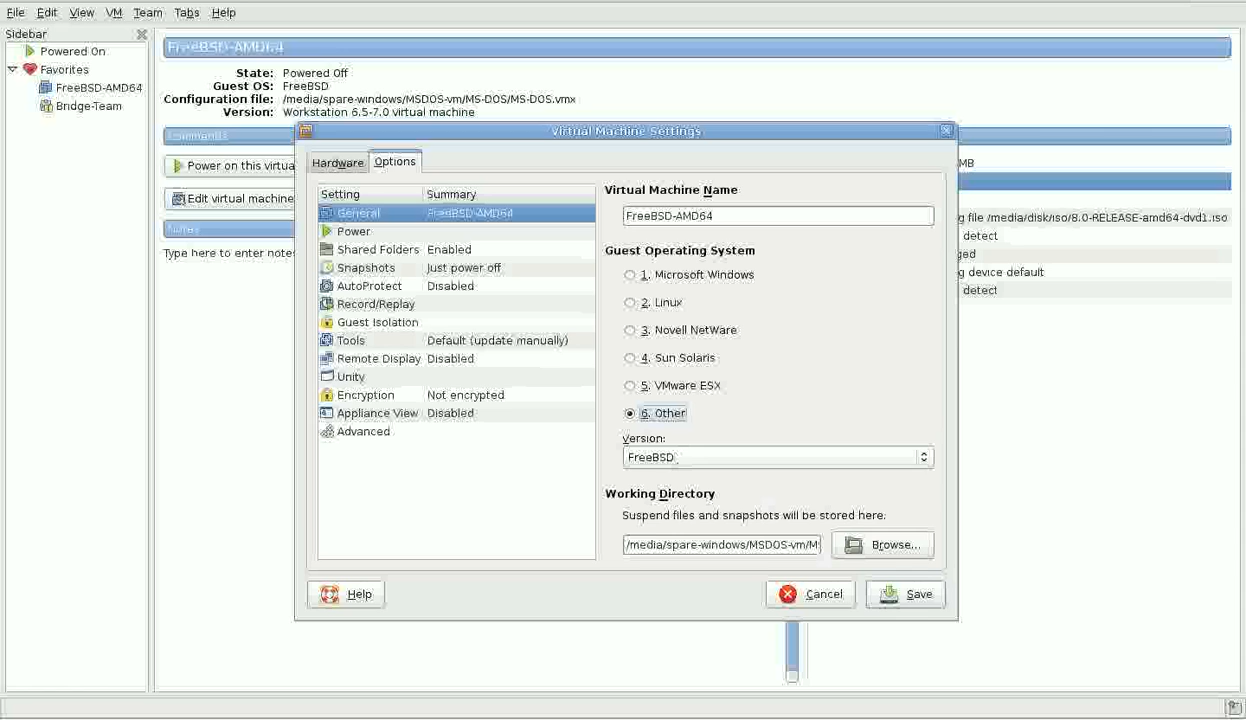 File Edit View VM Team Tabs Help
Sidebar
Powered On
Favorites
FreeBSD-AMD64
Bridge-Team
FreeBSD-AMD64
State: Powered Off
Guest OS: FreeBSD
Configuration file: /media/spare-windows/MSDOS-vm/MS-DOS/MS-DOS.vmx
Version: Workstation 6.5-7.0 virtual machine
Commands
Power on this virtua
Edit virtual machine
Notes
Type here to enter note
MB
g file /media/disk/iso/8.0-RELEASE-amd64-dvd1.iso
detect
ged
g device default
detect
Virtual Machine Settings
Hardware Options
Setting Summary
General FreeBSD-AMD64
Power
Shared Folders Enabled
Snapshots Just power off
AutoProtect Disabled
Record/Replay
Guest Isolation
Tools Default (update manually)
Remote Display Disabled
Unity
Encryption Not encrypted
Appliance View Disabled
Advanced
Virtual Machine Name
FreeBSD-AMD64
Guest Operating System
1. Microsoft Windows
2. Linux
3. Novell NetWare
4. Sun Solaris
5. VMware ESX
6. Other
Version:
FreeBSD
Working Directory
Suspend files and snapshots will be stored here.
/media/spare-windows/MSDOS-vm/M
Browse...
Help
Cancel
Save